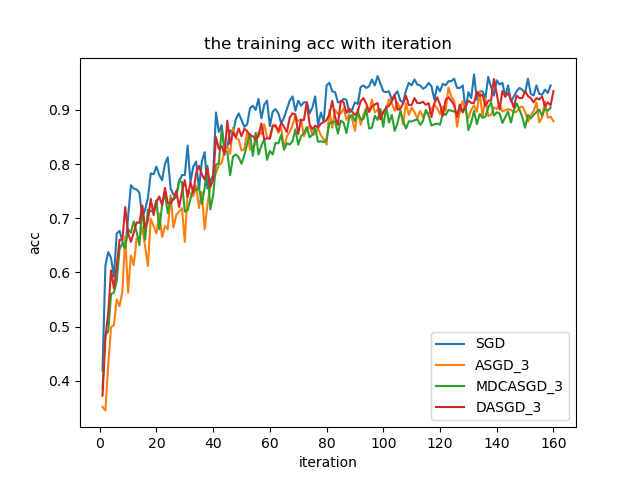 the training acc with iteration
acc
0.9
0.8
0.7
0.6
0.5
0.4
SGD
ASGD_3
MDCASGD_3
DASGD_3
0 20 40 60 80 100 120 140 160
iteration